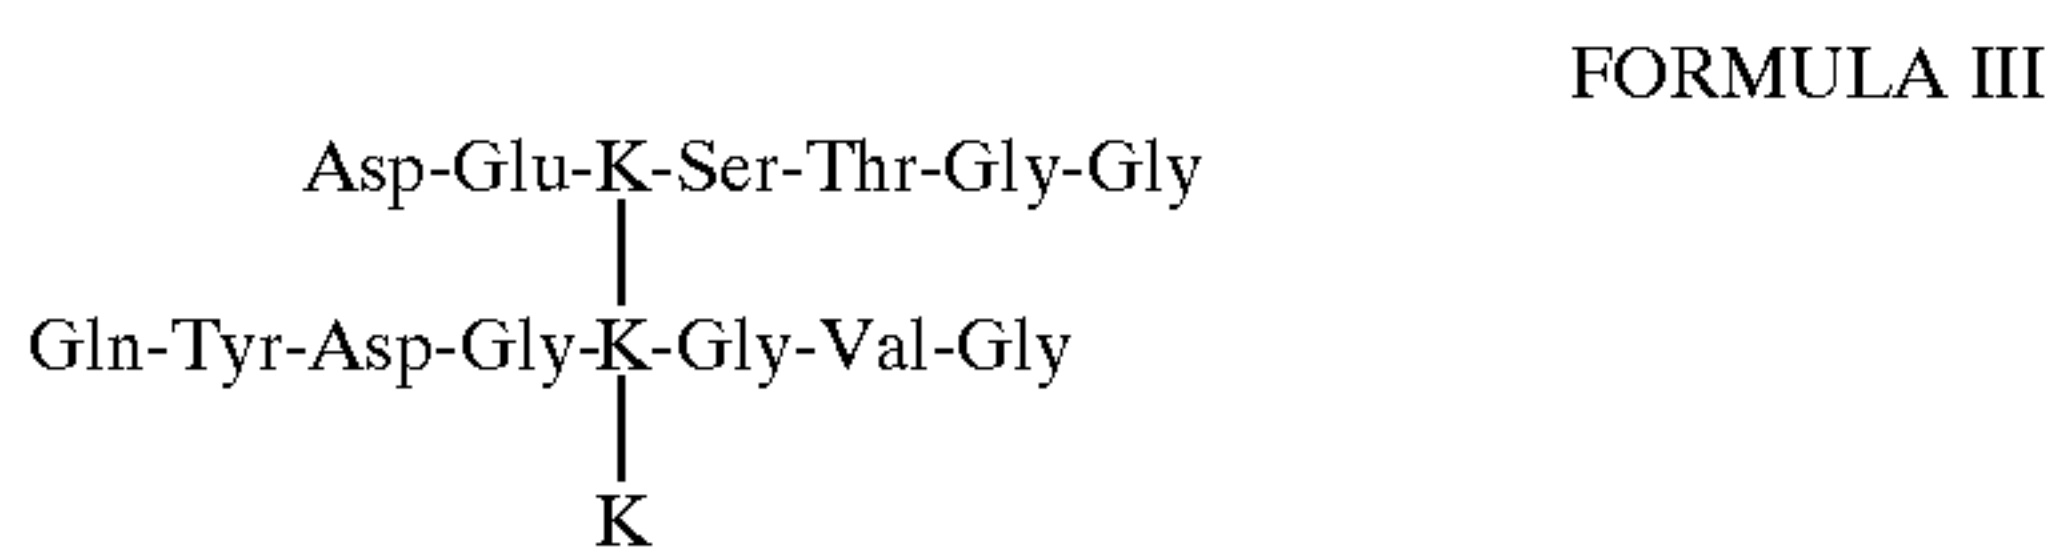 FORMULA III
Asp-Glu-K-Ser-Thr-Gly-Gly
Gln-Tyr-Asp-Gly-K-Gly-Val-Gly
K